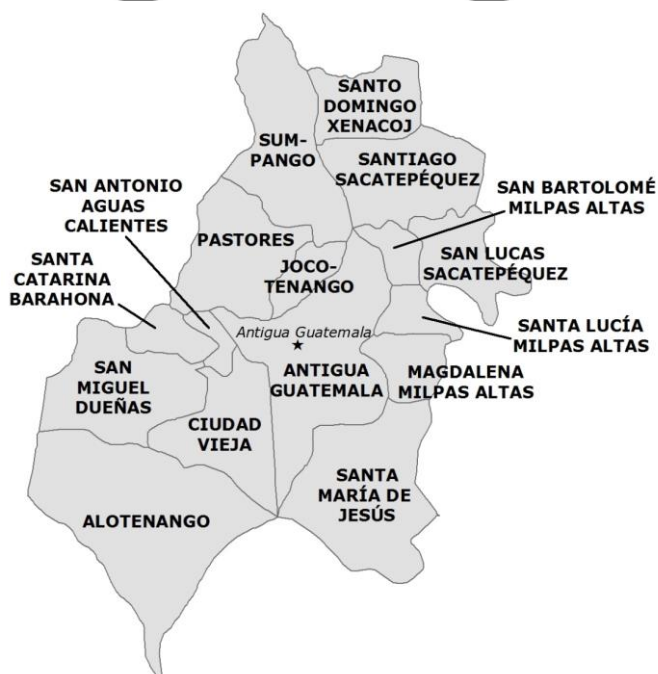 SANTO
DOMINGO
XENACOJ
SUM-
PANGO
SANTIAGO
SACATEPÉQUEZ
SAN ANTONIO
AGUAS
CALIENTES
SAN BARTOLOMÉ
MILPAS ALTAS
PASTORES
SANTA
CATARINA
BARAHONA
JOCO-
TENANGO
SAN LUCAS
SACATEPÉQUEZ
Antigua Guatemala
SANTA LUCÍA
MILPAS ALTAS
SAN
MIGUEL
DUEÑAS
ANTIGUA
GUATEMALA
MAGDALENA
MILPAS ALTAS
CIUDAD
VIEJA
SANTA
MARÍA DE
JESÚS
ALOTENANGO